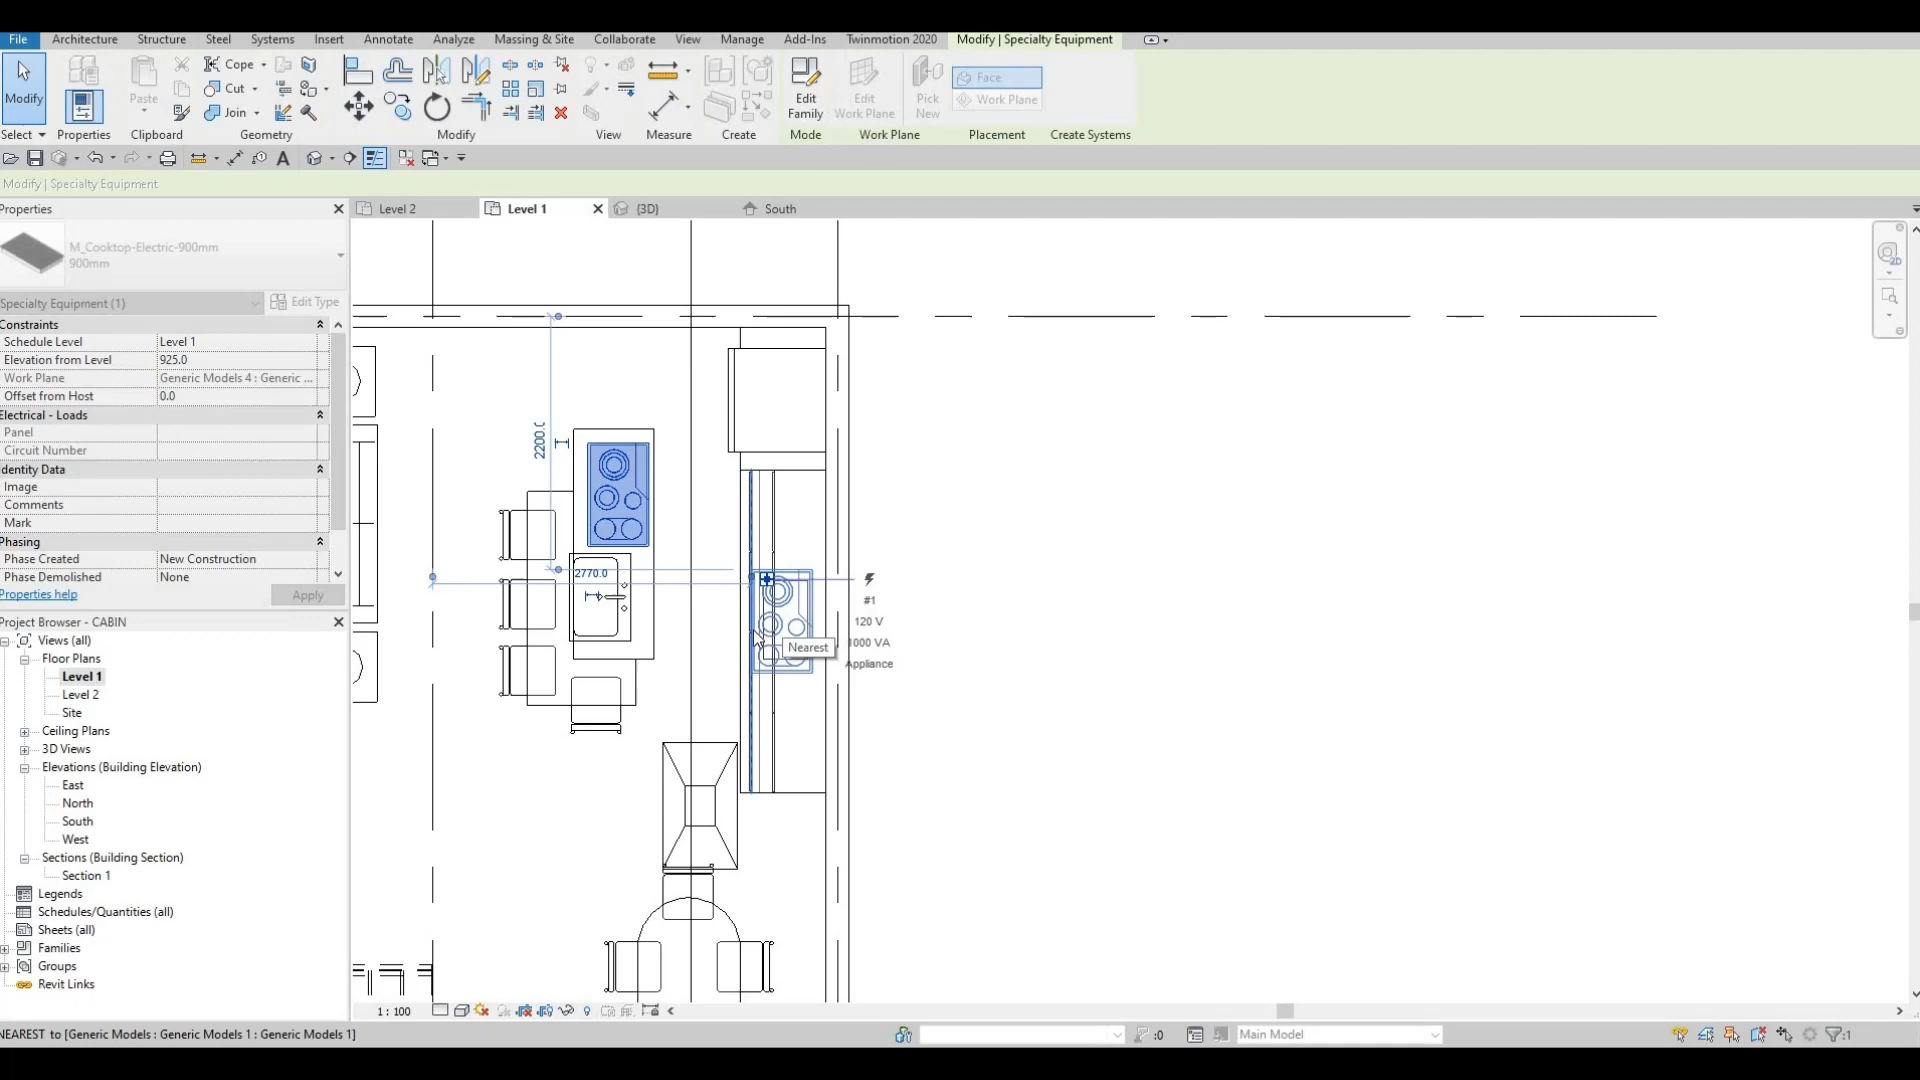 File Architecture Structure Steel Systems Insert Annotate Analyze Massing & Site Collaborate View Manage Add-Ins Twinmotion 2020 Modify | Specialty Equipment
Modify Paste Cope Cut Join Edit Family Edit Work Plane Pick New Face Work Plane
Select Properties Clipboard Geometry Modify View Measure Create Mode Work Plane Placement Create Systems
Modify | Specialty Equipment
Properties
Level 2 Level 1 {3D} South
M_Cooktop-Electric-900mm
900mm
Specialty Equipment (1) Edit Type
Constraints
Schedule Level Level 1
Elevation from Level 925.0
Work Plane Generic Models 4 : Generic ...
Offset from Host 0.0
Electrical - Loads
Panel
Circuit Number
Identity Data
Image
Comments
Mark
Phasing
Phase Created New Construction
Phase Demolished None
Properties help Apply
Project Browser - CABIN
Views (all)
Floor Plans
Level 1
Level 2
Site
Ceiling Plans
3D Views
Elevations (Building Elevation)
East
North
South
West
Sections (Building Section)
Section 1
Legends
Schedules/Quantities (all)
Sheets (all)
Families
Groups
Revit Links
2200.0
2770.0
#1
120 V
1000 VA
Appliance
Nearest
2D
1 : 100
NEAREST to [Generic Models : Generic Models 1 : Generic Models 1]
:0
Main Model
:1